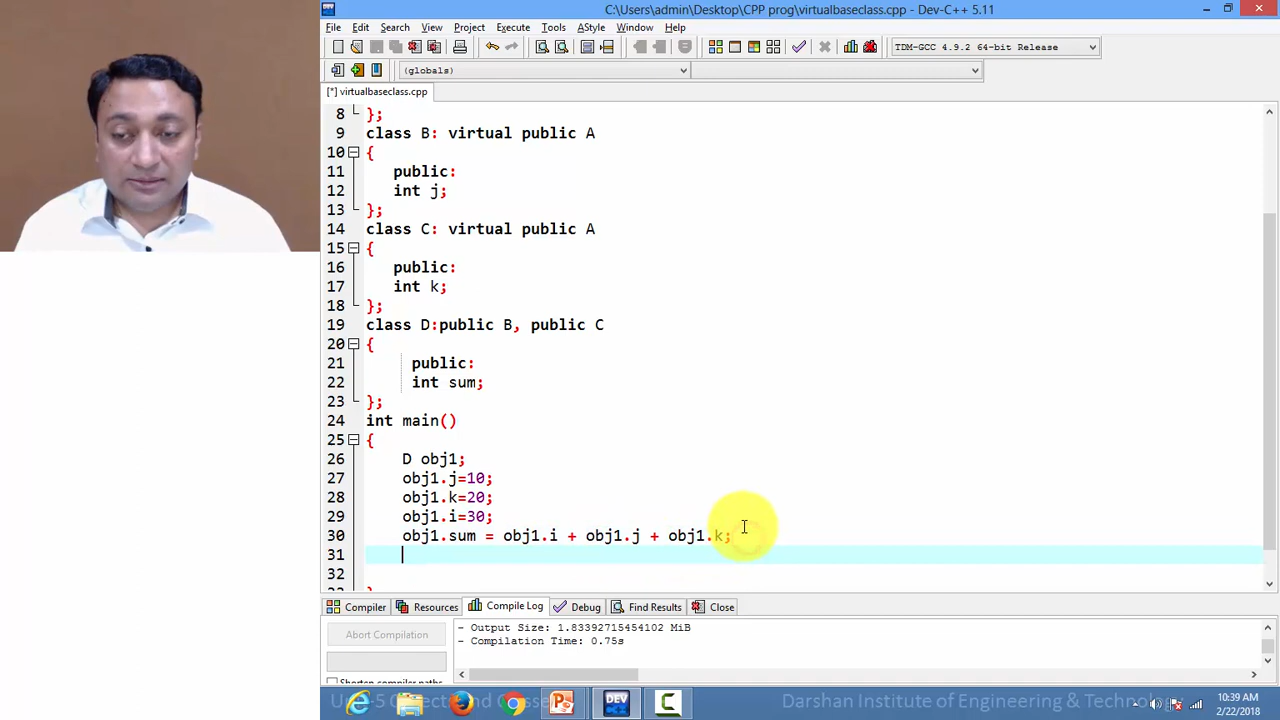 C:\Users\admin\Desktop\CPP prog\virtualbaseclass.cpp - Dev-C++ 5.11
File Edit Search View Project Execute Tools AStyle Window Help
TDM-GCC 4.9.2 64-bit Release
(globals)
[*] virtualbaseclass.cpp
8 };
9 class B: virtual public A
10 {
11 public:
12 int j;
13 };
14 class C: virtual public A
15 {
16 public:
17 int k;
18 };
19 class D:public B, public C
20 {
21 public:
22 int sum;
23 };
24 int main()
25 {
26 D obj1;
27 obj1.j=10;
28 obj1.k=20;
29 obj1.i=30;
30 obj1.sum = obj1.i + obj1.j + obj1.k;
31
32
Compiler Resources Compile Log Debug Find Results Close
Abort Compilation
- Output Size: 1.83392715454102 MiB
- Compilation Time: 0.75s
Shorten compiler paths
Darshan Institute of Engineering & Technology
10:39 AM
2/22/2018